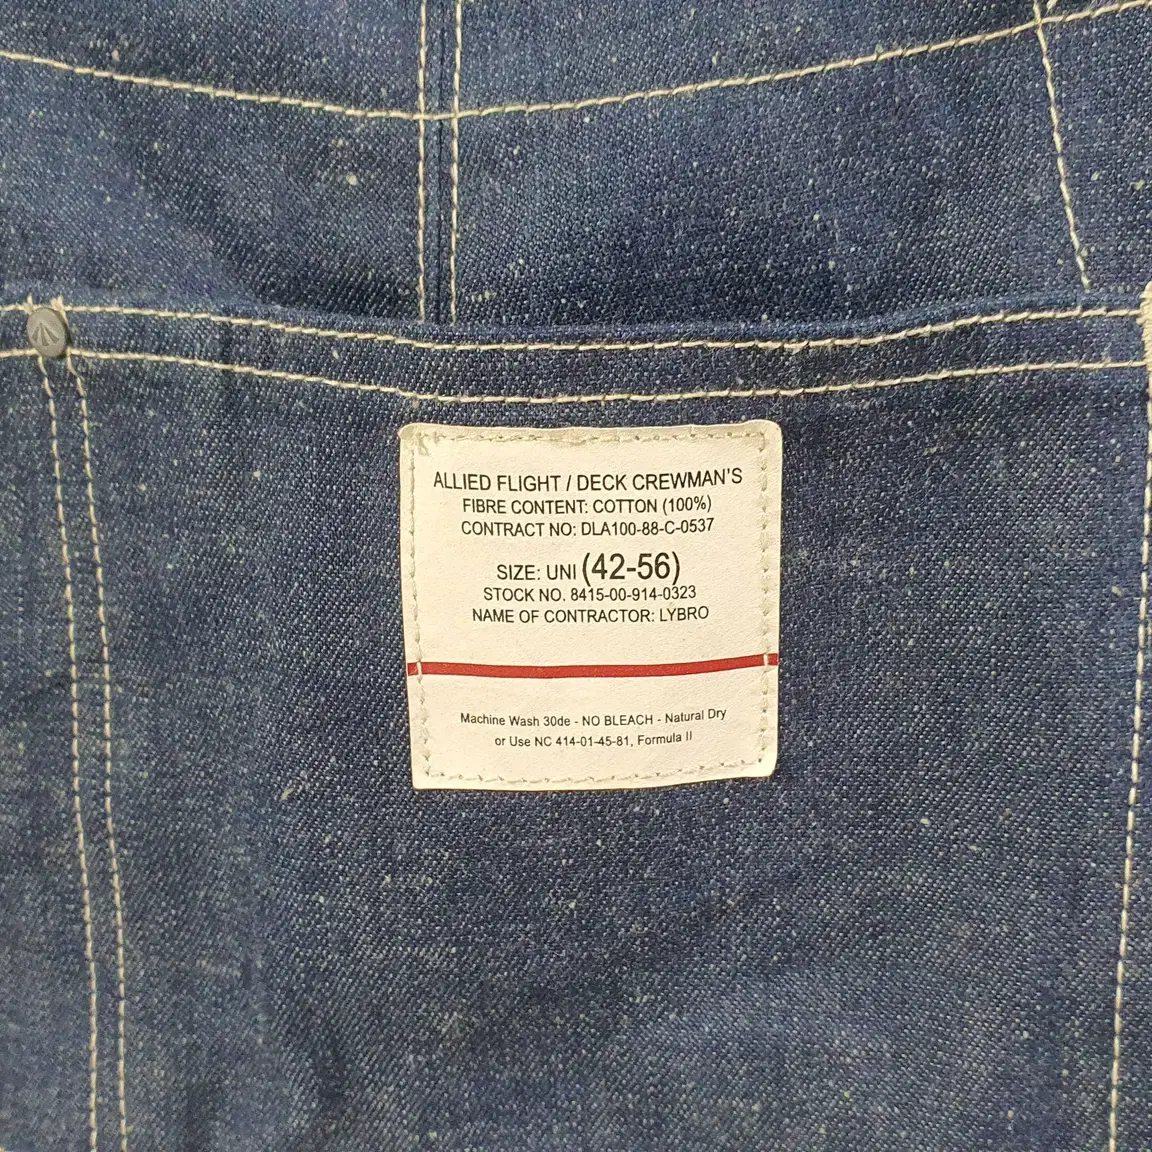 ALLIED FLIGHT / DECK CREWMAN'S
FIBRE CONTENT: COTTON (100%)
CONTRACT NO: DLA100-88-C-0537
SIZE: UNI (42-56)
STOCK NO. 8415-00-914-0323
NAME OF CONTRACTOR: LYBRO
Machine Wash 30de - NO BLEACH - Natural Dry
or Use NC 414-01-45-81, Formula II